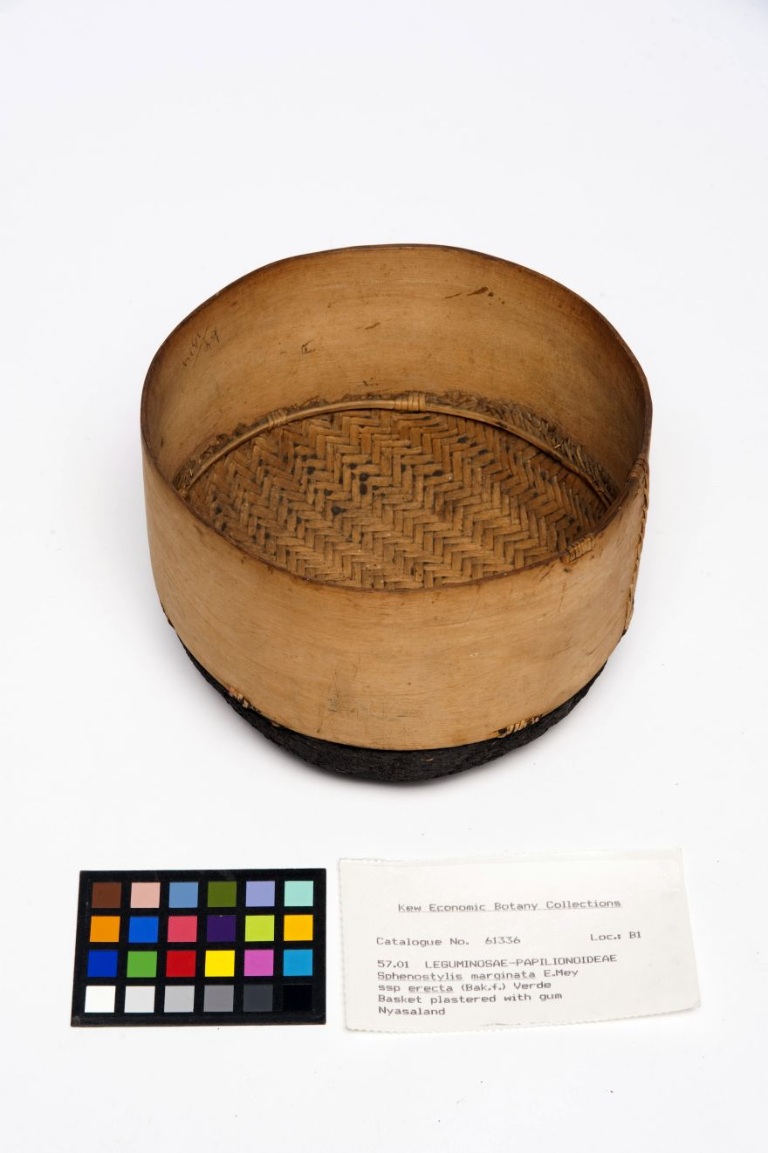 Kew Economic Botany Collections
Catalogue No. 61336 Loc.: B1
57.01 LEGUMINOSAE-PAPILIONOIDEAE
Sphenostylis marginata E.Mey
ssp erecta (Bak.f.) Verde
Basket plastered with gum
Nyasaland